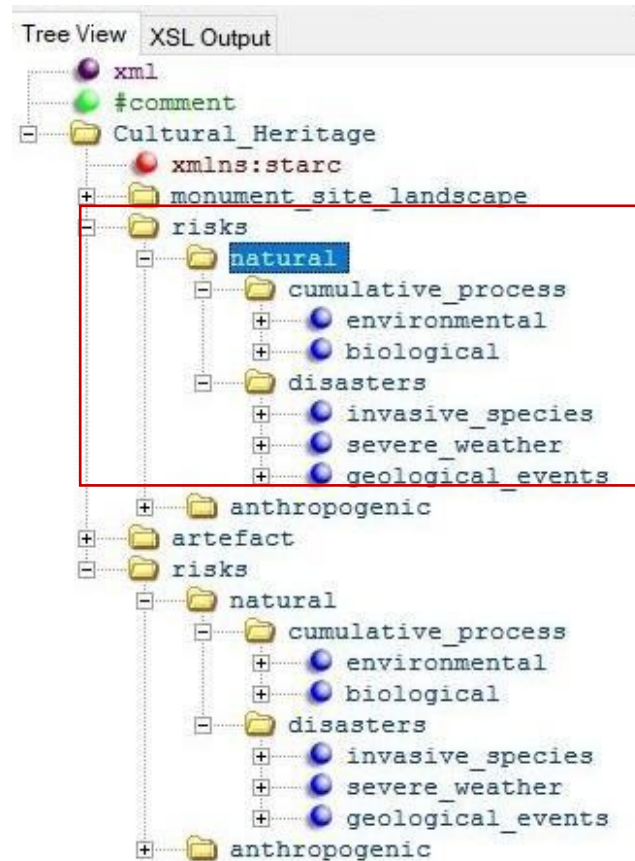 Tree View XSL Output
xml
#comment
Cultural_Heritage
xmlns:starc
monument_site_landscape
risks
natural
cumulative_process
environmental
biological
disasters
invasive_species
severe_weather
geological_events
anthropogenic
artefact
risks
natural
cumulative_process
environmental
biological
disasters
invasive_species
severe_weather
geological_events
anthropogenic